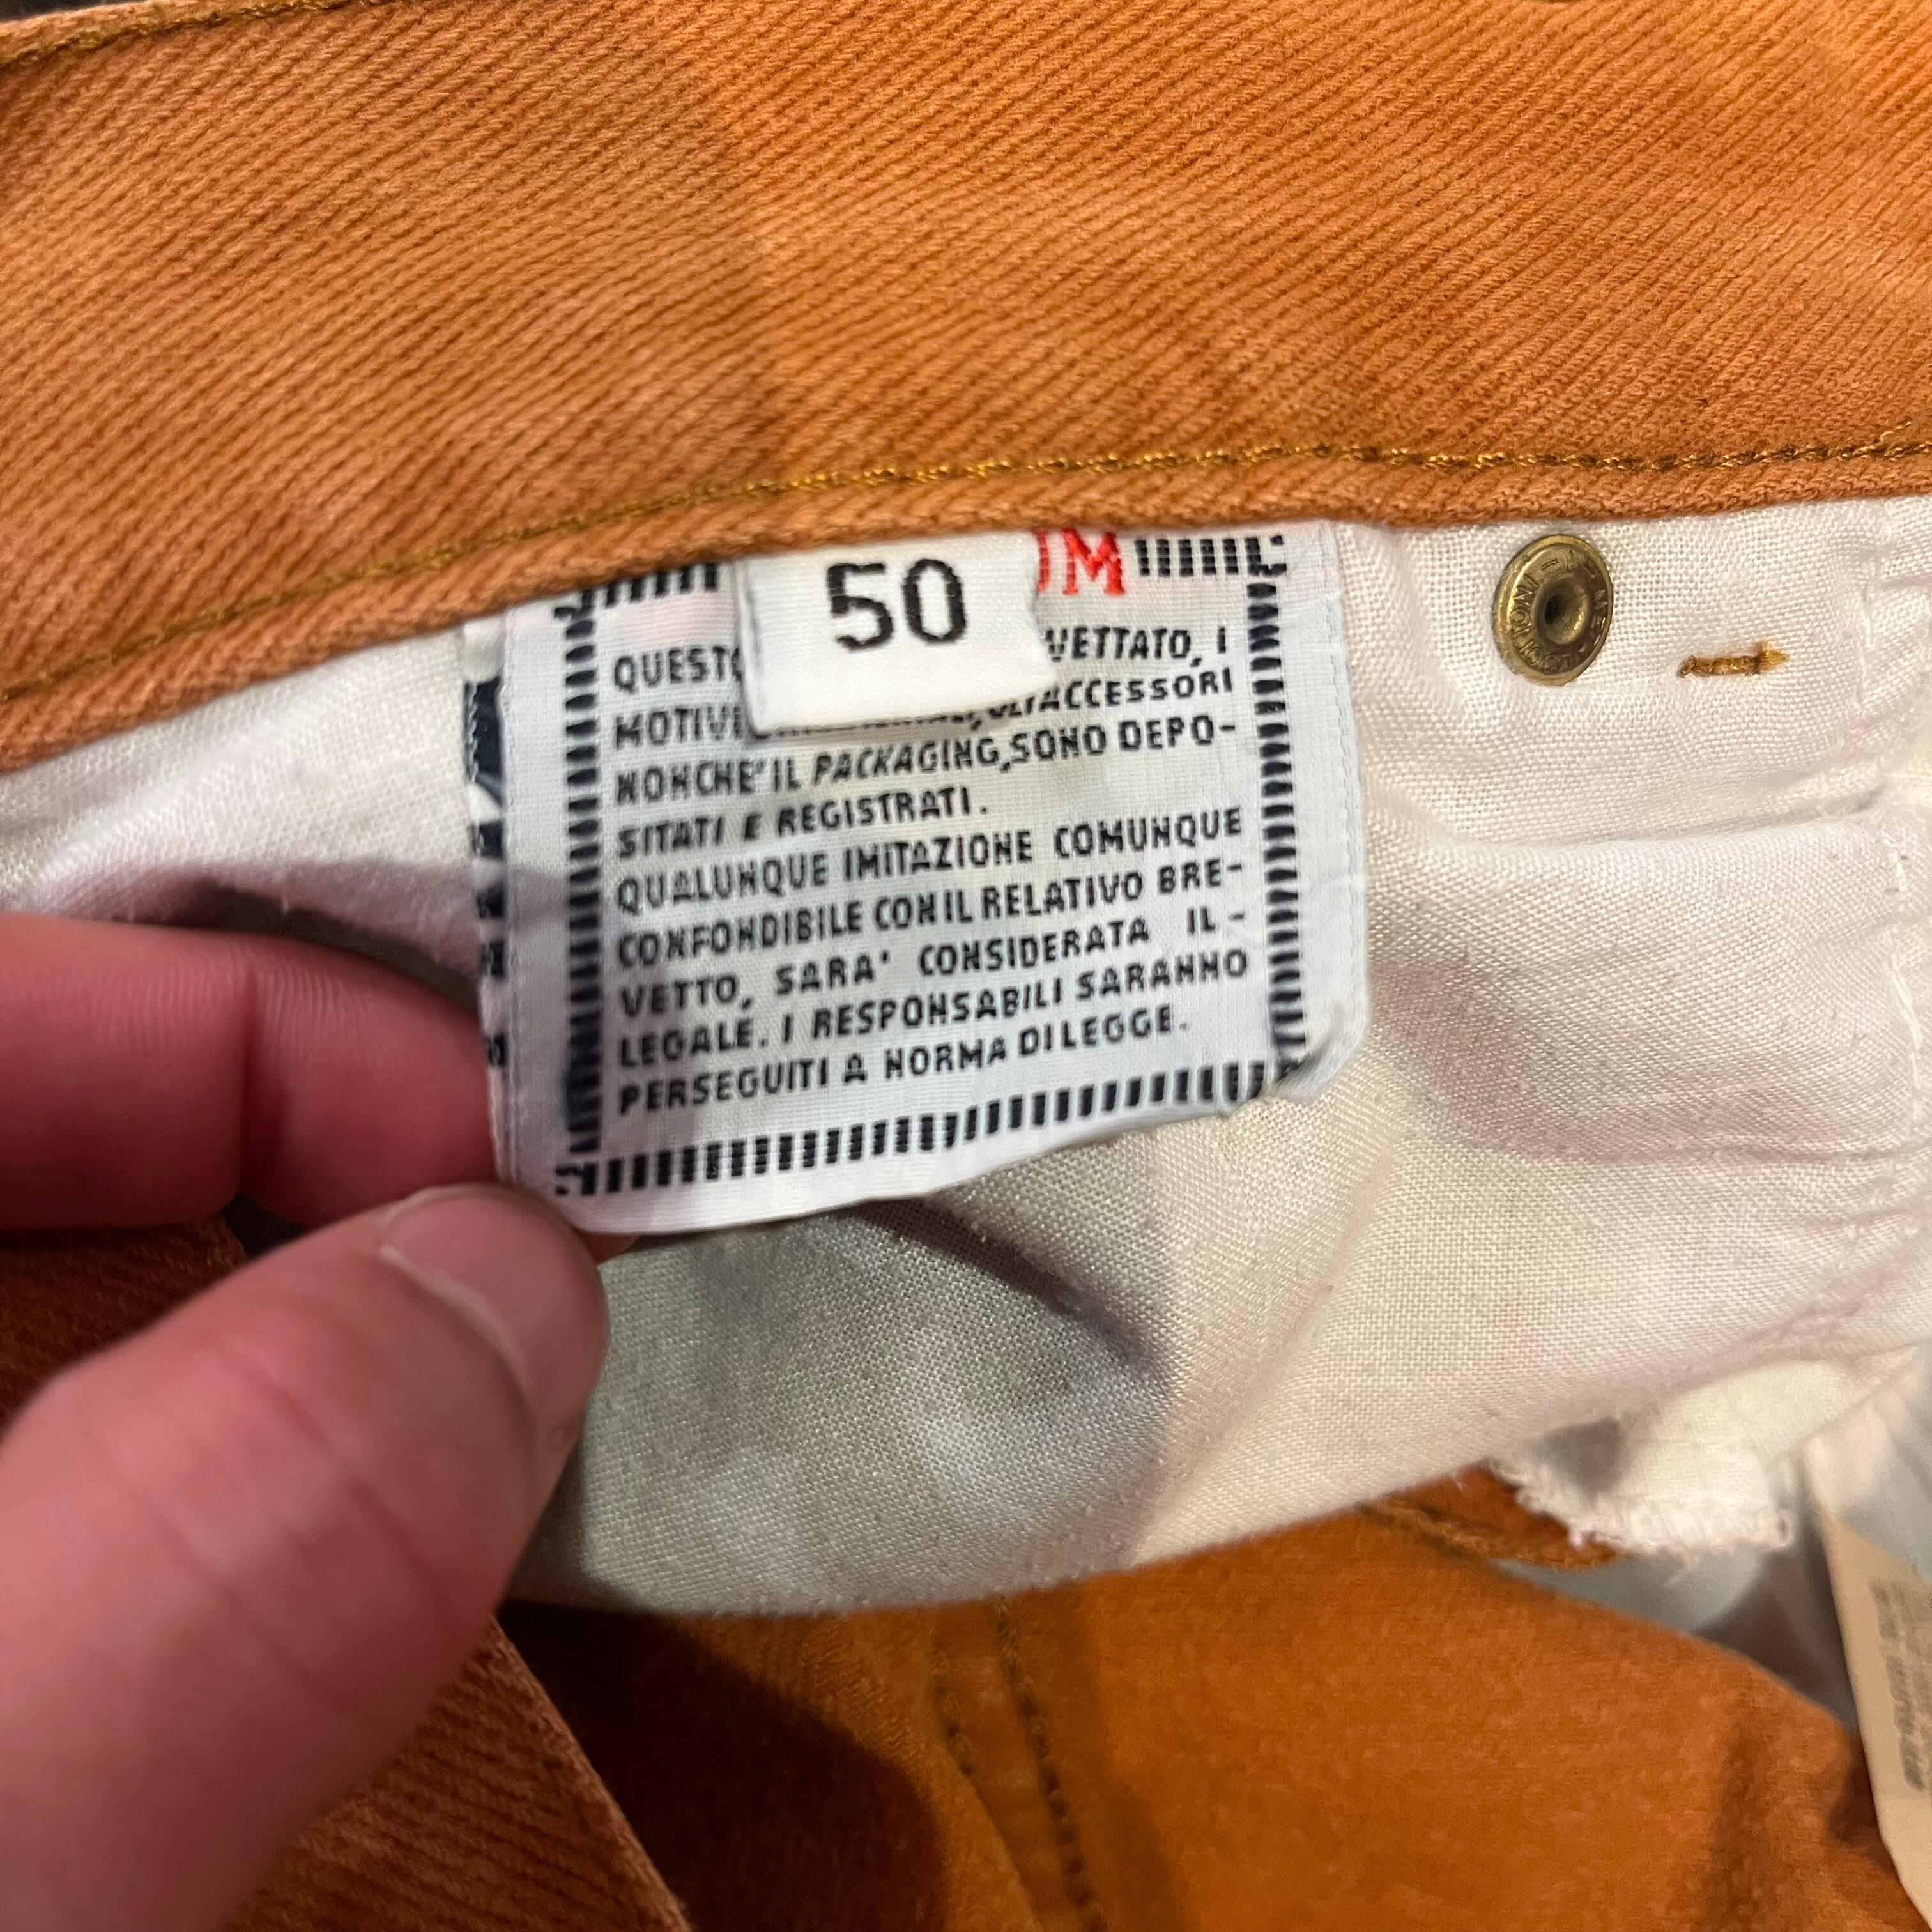 50
UM
QUESTO VETTATO, I
MOTIVI ACCESSORI
NONCHE' IL PACKAGING, SONO DEPO-
SITATI E REGISTRATI.
QUALUNQUE IMITAZIONE COMUNQUE
CONFONDIBILE CON IL RELATIVO BRE-
VETTO, SARA' CONSIDERATA IL-
LEGALE. I RESPONSABILI SARANNO
PERSEGUITI A NORMA DI LEGGE.